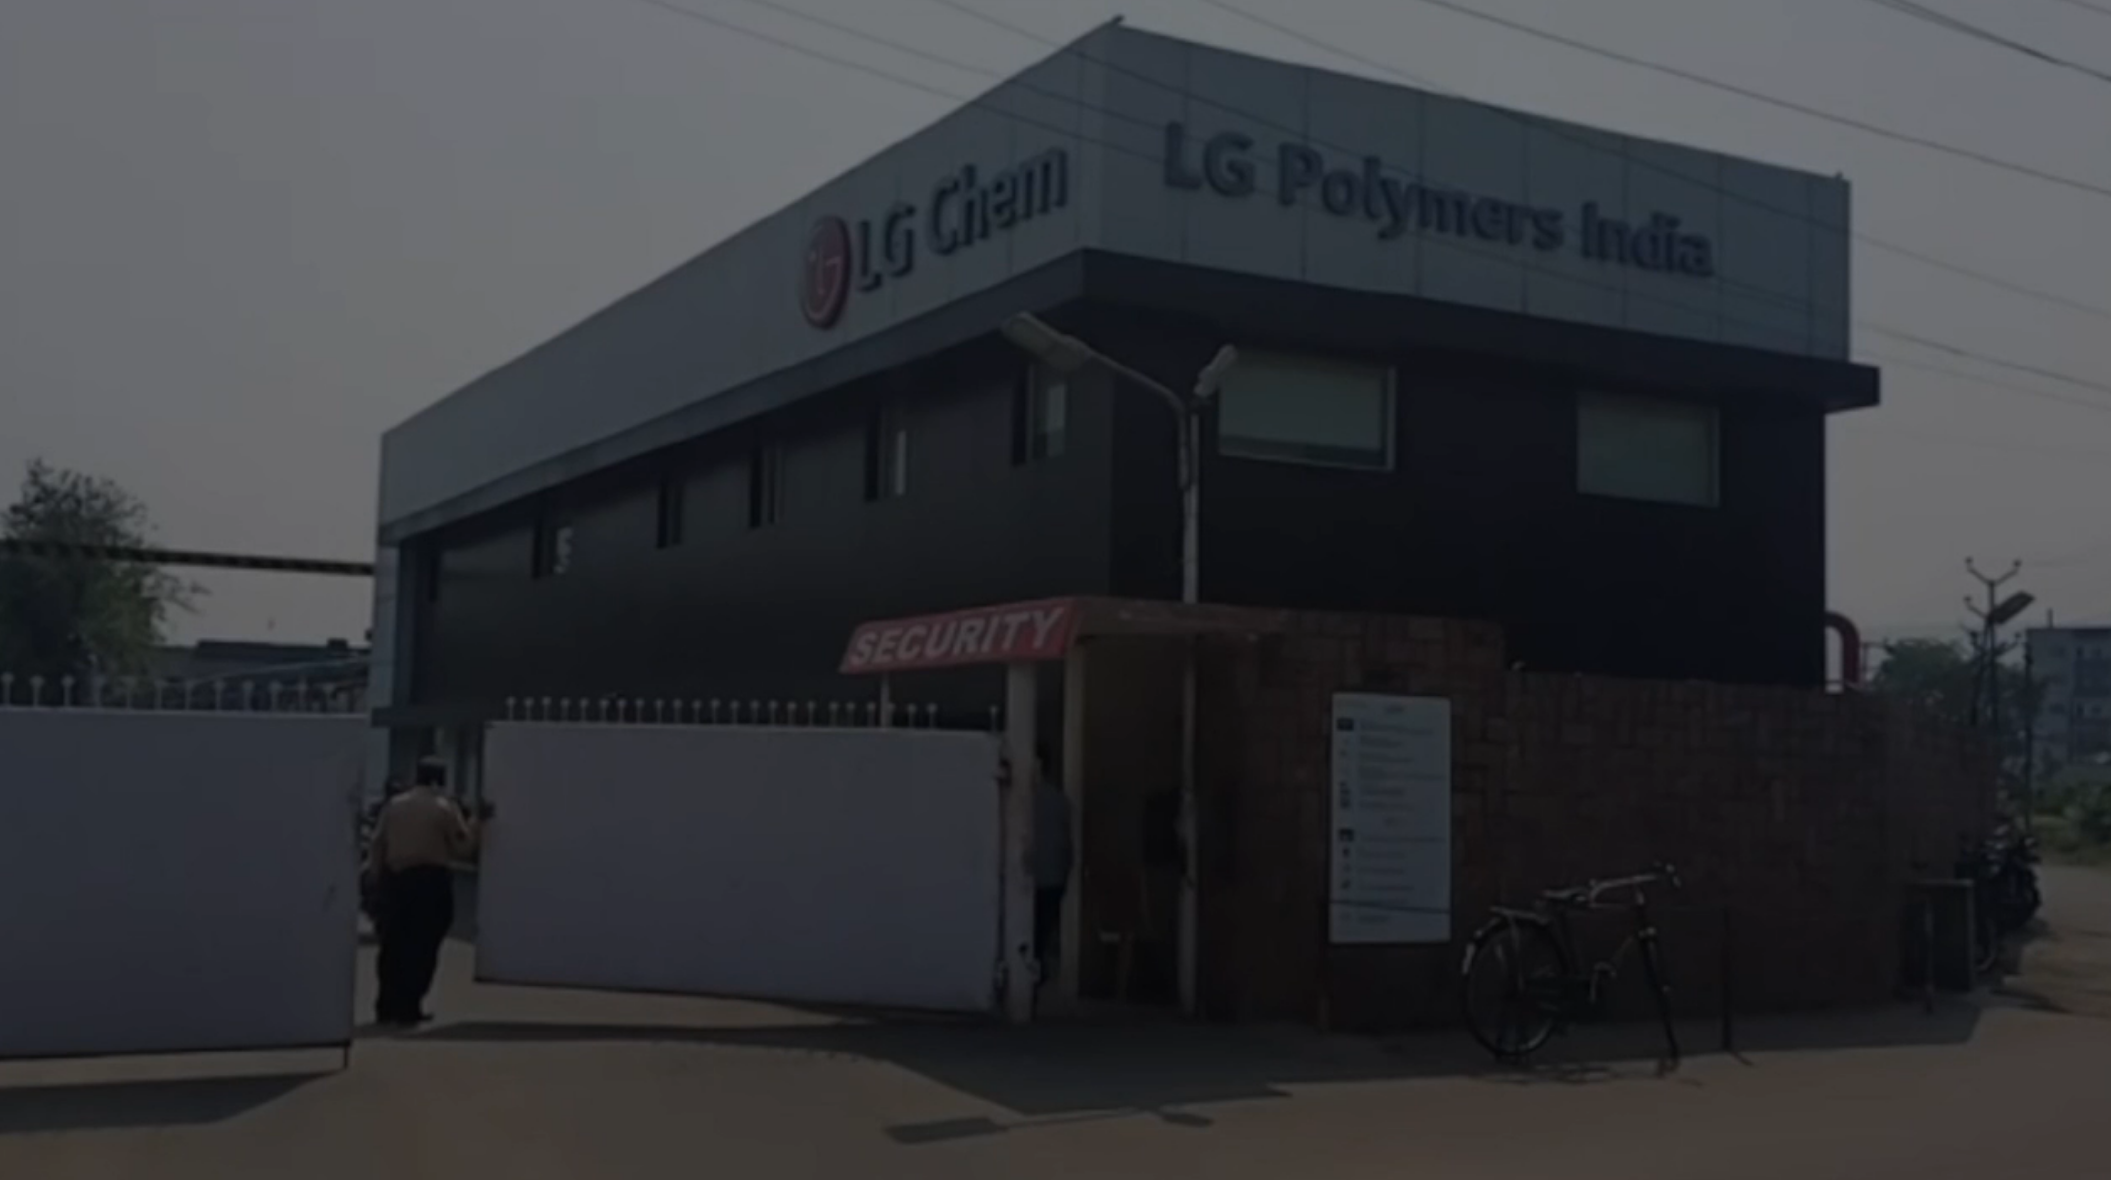 LG Chem
LG Polymers India
SECURITY